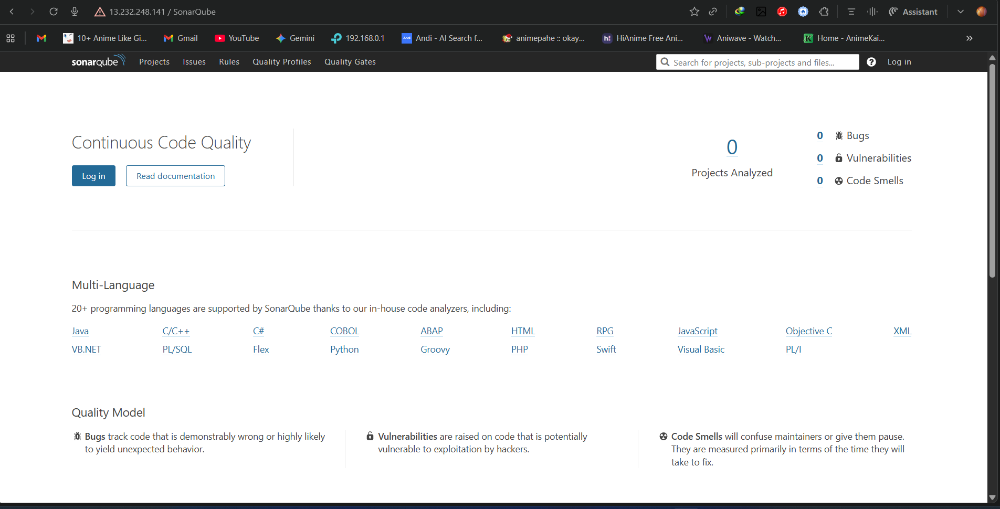 13.232.248.141 / SonarQube
Assistant
10+ Anime Like Gi...
Gmail
YouTube
Gemini
192.168.0.1
Andi
Andi - AI Search f...
animepahe :: okay...
h!
HiAnime Free Ani...
Aniwave - Watch...
Home - AnimeKai...
sonarqube
Projects
Issues
Rules
Quality Profiles
Quality Gates
Search for projects, sub-projects and files...
Log in
Continuous Code Quality
Log in
Read documentation
0
Projects Analyzed
0 Bugs
0 Vulnerabilities
0 Code Smells
Multi-Language
20+ programming languages are supported by SonarQube thanks to our in-house code analyzers, including:
Java C/C++ C# COBOL ABAP HTML RPG JavaScript Objective C XML
VB.NET PL/SQL Flex Python Groovy PHP Swift Visual Basic PL/I
Quality Model
Bugs track code that is demonstrably wrong or highly likely
to yield unexpected behavior.
Vulnerabilities are raised on code that is potentially
vulnerable to exploitation by hackers.
Code Smells will confuse maintainers or give them pause.
They are measured primarily in terms of the time they will
take to fix.